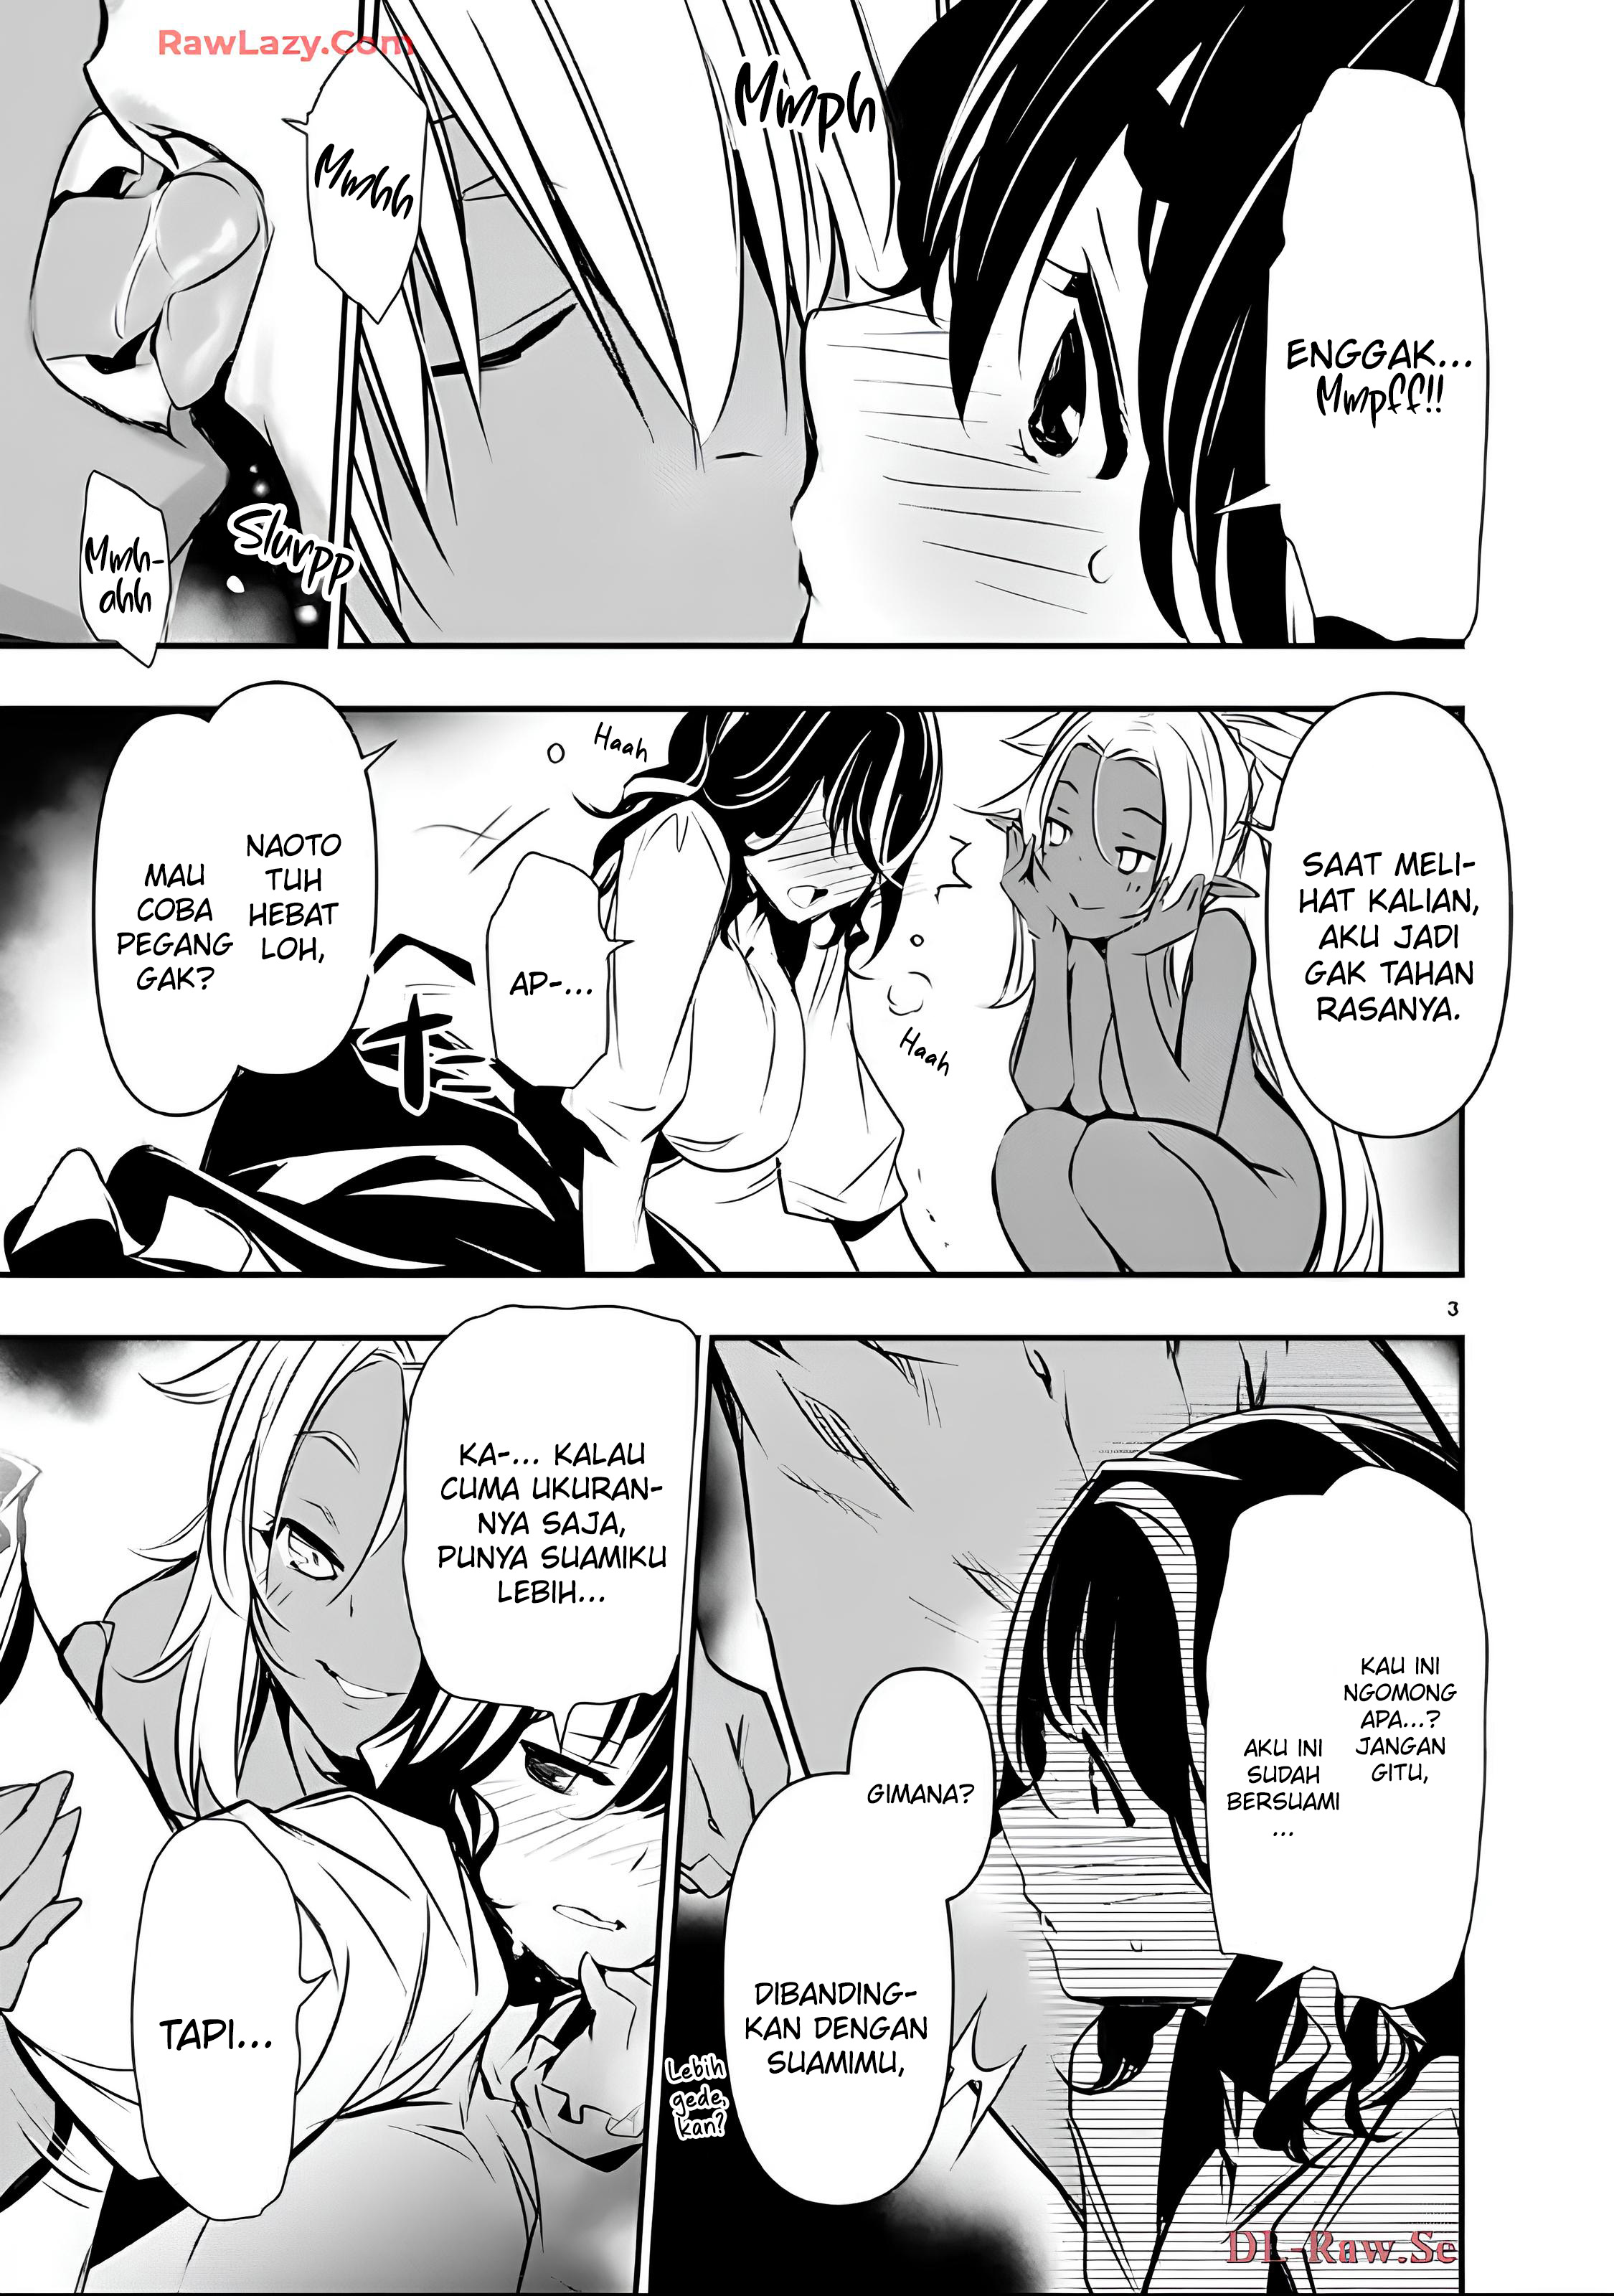 RawLazy.Com
ENGGAK...
Mmpff!!
Mmph
Mmhh
Slurpp
Mmh-
ahh
SAAT MELI-
HAT KALIAN,
AKU JADI
GAK TAHAN
RASANYA.
Haah
Haah
AP-...
NAOTO
TUH
HEBAT
LOH,
MAU
COBA
PEGANG
GAK?
3
KAU INI
NGOMONG
APA...?
JANGAN
GITU,
AKU INI
SUDAH
BERSUAMI
...
GIMANA?
DIBANDING-
KAN DENGAN
SUAMIMU,
Lebih
gede,
kan?
KA-... KALAU
CUMA UKURAN-
NYA SAJA,
PUNYA SUAMIKU
LEBIH...
TAPI...
DL-Raw.Se